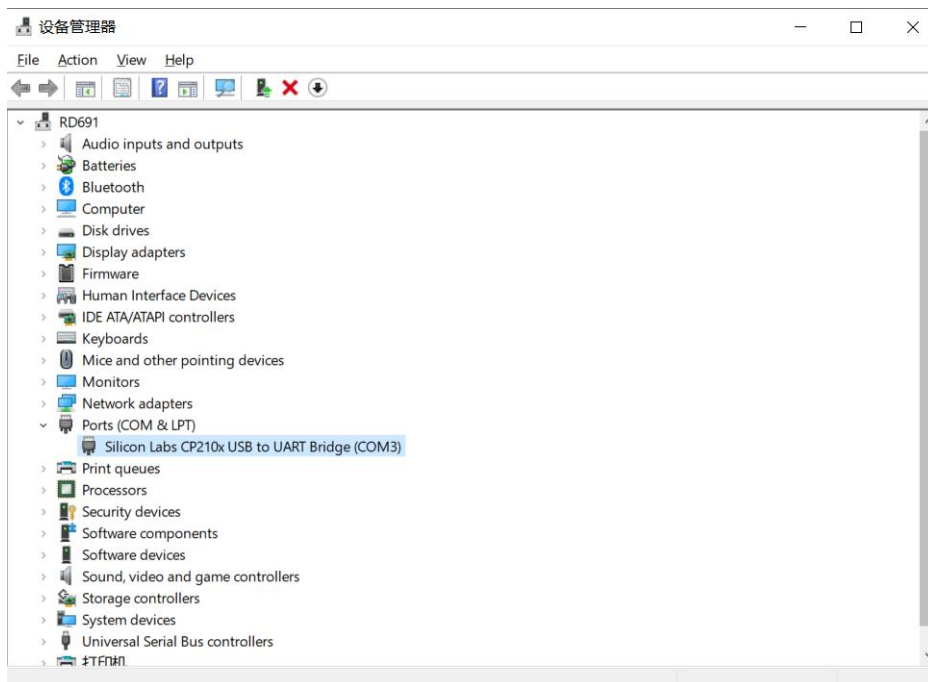 设备管理器
File Action View Help
RD691
Audio inputs and outputs
Batteries
Bluetooth
Computer
Disk drives
Display adapters
Firmware
Human Interface Devices
IDE ATA/ATAPI controllers
Keyboards
Mice and other pointing devices
Monitors
Network adapters
Ports (COM & LPT)
Silicon Labs CP210x USB to UART Bridge (COM3)
Print queues
Processors
Security devices
Software components
Software devices
Sound, video and game controllers
Storage controllers
System devices
Universal Serial Bus controllers
打印机